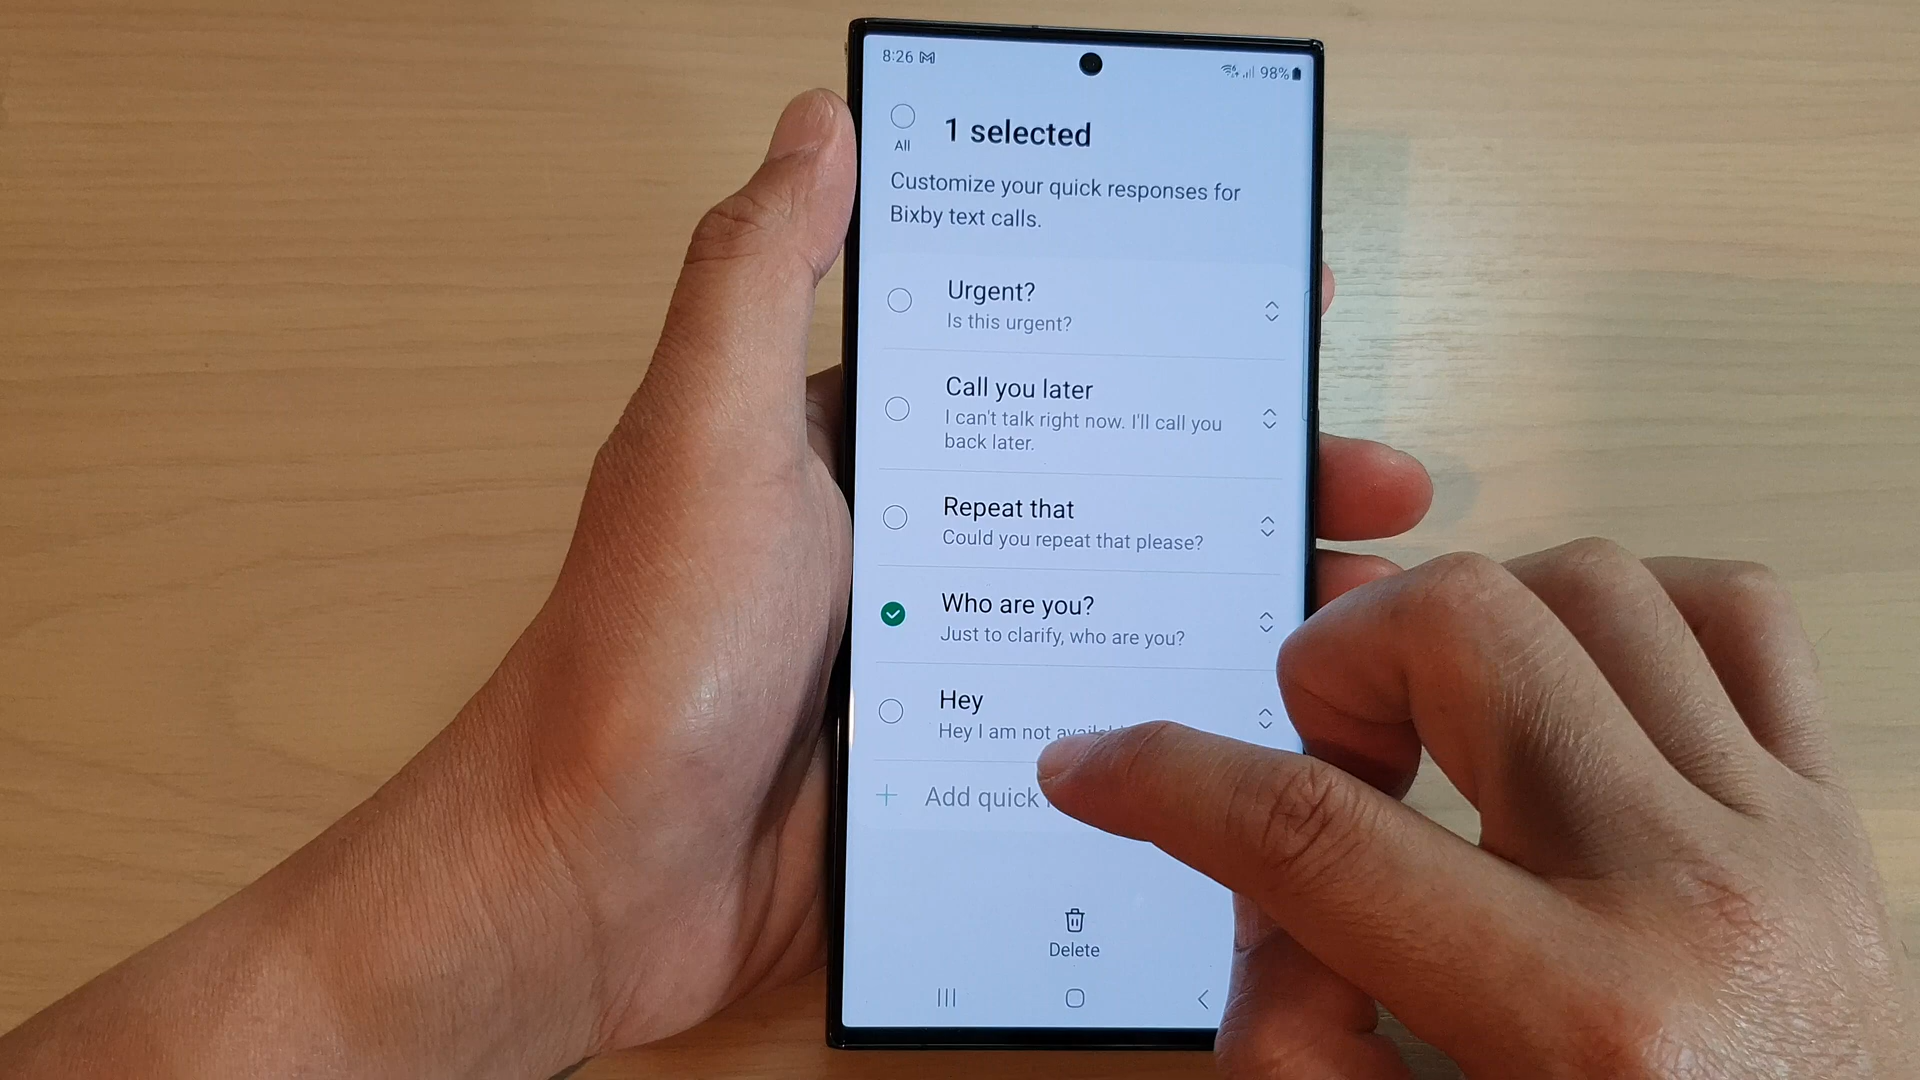 8:26 98%
1 selected
All
Customize your quick responses for
Bixby text calls.
Urgent?
Is this urgent?
Call you later
I can't talk right now. I'll call you
back later.
Repeat that
Could you repeat that please?
Who are you?
Just to clarify, who are you?
Hey
Hey I am not
Add quick
Delete